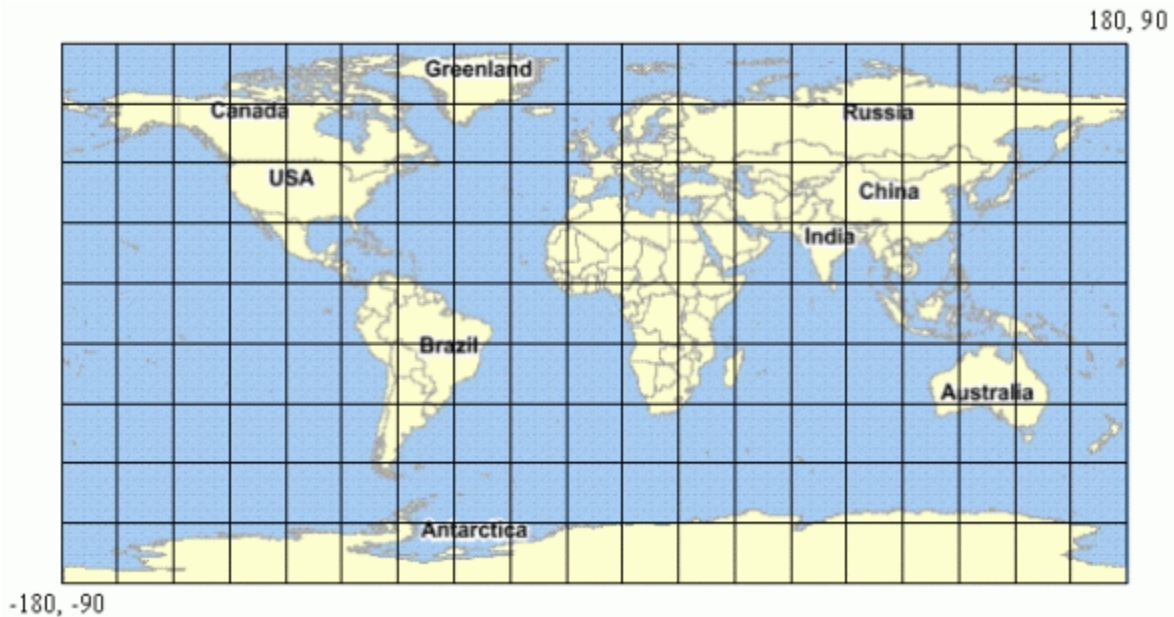 180, 90
Greenland
Canada
Russia
USA
China
India
Brazil
Australia
Antarctica
-180, -90